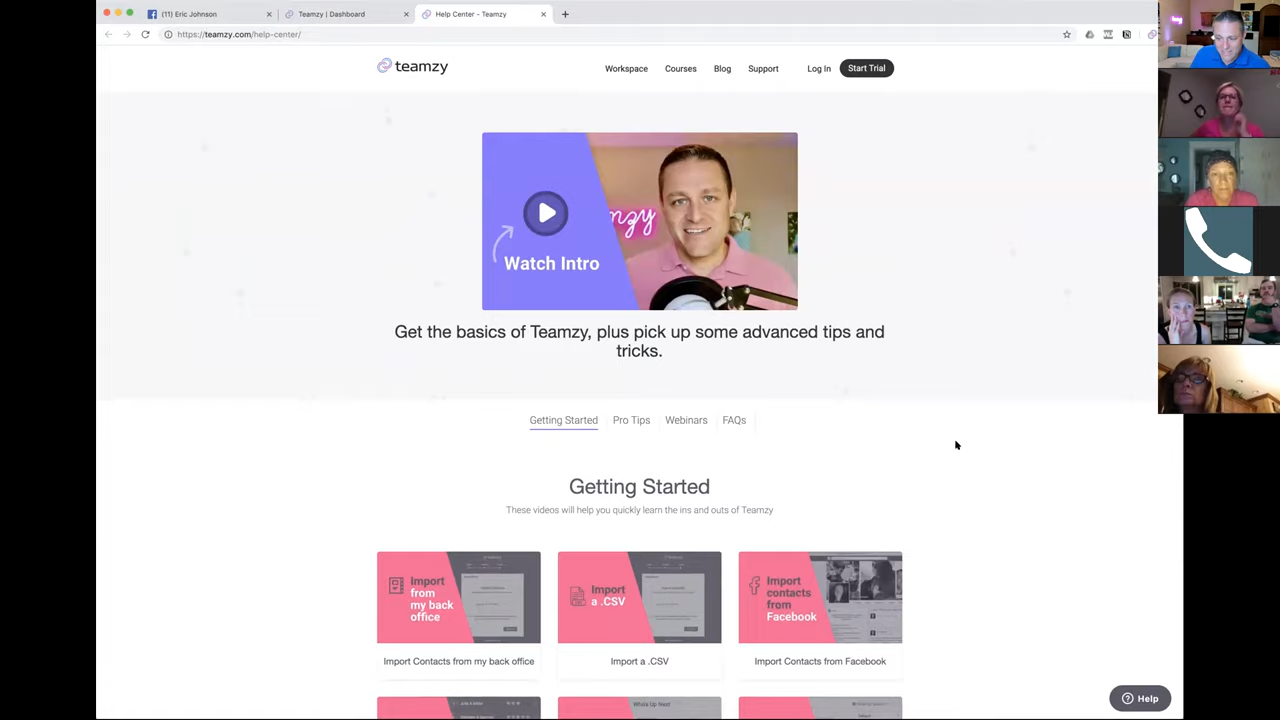 (11) Eric Johnson
Teamzy | Dashboard
Help Center - Teamzy
https://teamzy.com/help-center/
teamzy
Workspace
Courses
Blog
Support
Log In
Start Trial
mzy
Watch Intro
Get the basics of Teamzy, plus pick up some advanced tips and
tricks.
Getting Started
Pro Tips
Webinars
FAQs
Getting Started
These videos will help you quickly learn the ins and outs of Teamzy
Import
from
my back
office
Import
a .CSV
Import
contacts
from
Facebook
Import Contacts from my back office
Import a .CSV
Import Contacts from Facebook
Whats Up Next
Help